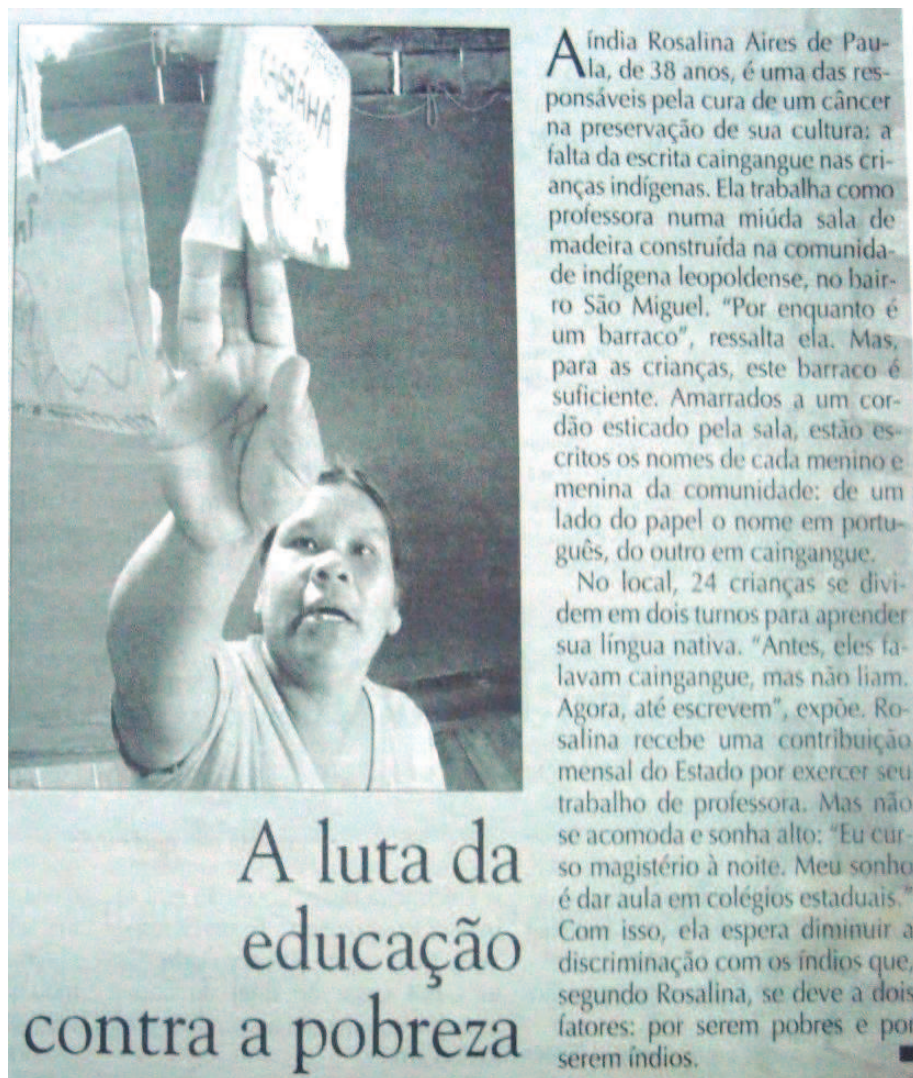 CAGRÃHÁ
A índia Rosalina Aires de Pau-
la, de 38 anos, é uma das res-
ponsáveis pela cura de um câncer
na preservação de sua cultura: a
falta da escrita caingangue nas cri-
anças indígenas. Ela trabalha como
professora numa miúda sala de
madeira construída na comunida-
de indígena leopoldense, no bair-
ro São Miguel. "Por enquanto é
um barraco", ressalta ela. Mas,
para as crianças, este barraco é
suficiente. Amarrados a um cor-
dão esticado pela sala, estão es-
critos os nomes de cada menino e
menina da comunidade: de um
lado do papel o nome em portu-
guês, do outro em caingangue.
No local, 24 crianças se divi-
dem em dois turnos para aprender
sua língua nativa. "Antes, eles fa-
lavam caingangue, mas não liam.
Agora, até escrevem", expõe. Ro-
salina recebe uma contribuição
mensal do Estado por exercer seu
trabalho de professora. Mas não
se acomoda e sonha alto: "Eu cur-
so magistério à noite. Meu sonho
é dar aula em colégios estaduais."
Com isso, ela espera diminuir a
discriminação com os índios que,
segundo Rosalina, se deve a dois
fatores: por serem pobres e por
serem índios.
A luta da
educação
contra a pobreza